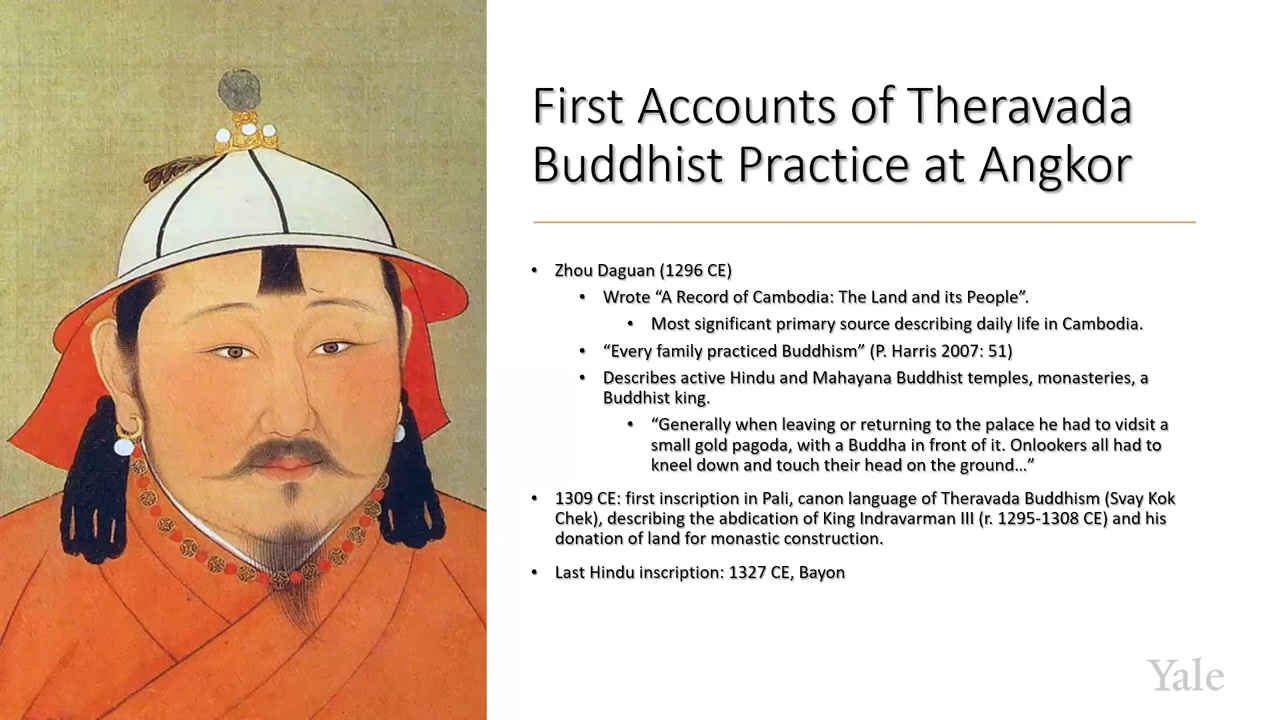 First Accounts of Theravada
Buddhist Practice at Angkor
• Zhou Daguan (1296 CE)
• Wrote “A Record of Cambodia: The Land and its People”.
• Most significant primary source describing daily life in Cambodia.
• “Every family practiced Buddhism” (P. Harris 2007: 51)
• Describes active Hindu and Mahayana Buddhist temples, monasteries, a
Buddhist king.
• “Generally when leaving or returning to the palace he had to vidsit a
small gold pagoda, with a Buddha in front of it. Onlookers all had to
kneel down and touch their head on the ground…”
• 1309 CE: first inscription in Pali, canon language of Theravada Buddhism (Svay Kok
Chek), describing the abdication of King Indravarman III (r. 1295-1308 CE) and his
donation of land for monastic construction.
• Last Hindu inscription: 1327 CE, Bayon
Yale